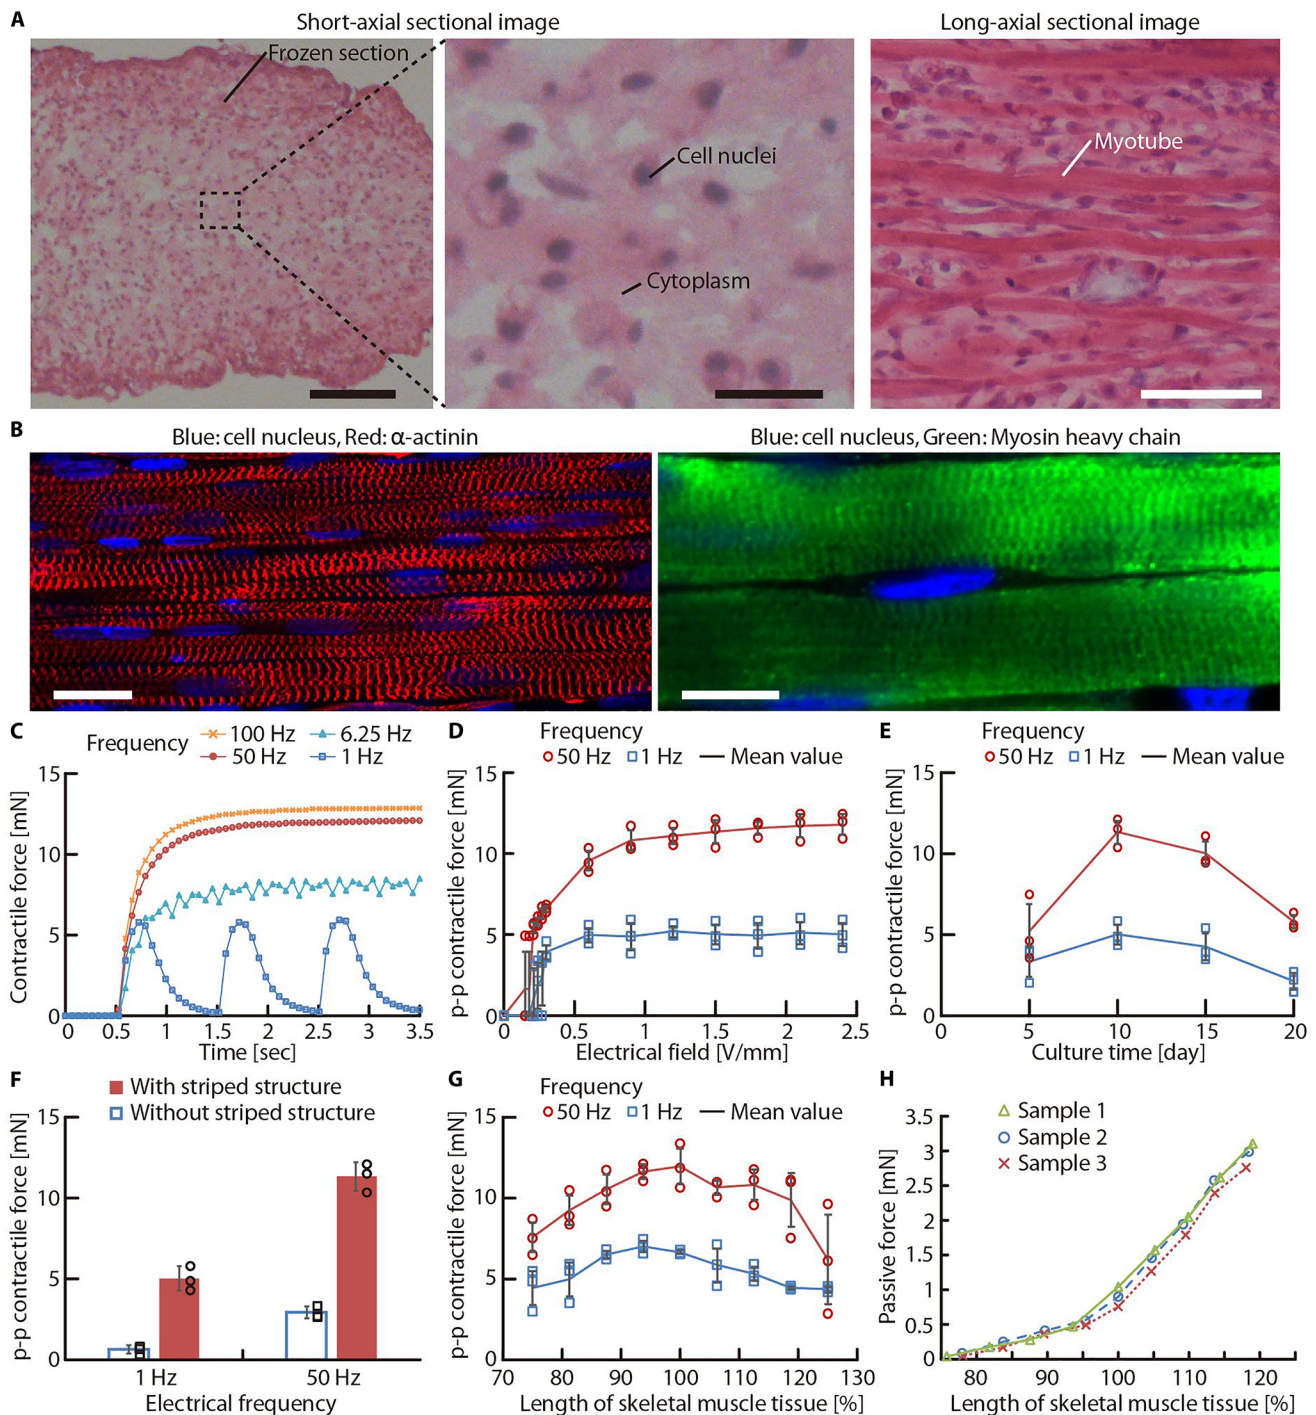 A
Short-axial sectional image
Long-axial sectional image
Frozen section
Cell nuclei
Cytoplasm
Myotube
B
Blue: cell nucleus, Red: α-actinin
Blue: cell nucleus, Green: Myosin heavy chain
C
Frequency
100 Hz
6.25 Hz
50 Hz
1 Hz
Contractile force [mN]
15
10
5
0
0 0.5 1 1.5 2 2.5 3 3.5
Time [sec]
D
Frequency
50 Hz 1 Hz Mean value
p-p contractile force [mN]
15
10
5
0
0 0.5 1 1.5 2 2.5
Electrical field [V/mm]
E
Frequency
50 Hz 1 Hz Mean value
p-p contractile force [mN]
15
10
5
0
0 5 10 15 20
Culture time [day]
F
With striped structure
Without striped structure
p-p contractile force [mN]
15
10
5
0
1 Hz 50 Hz
Electrical frequency
G
Frequency
50 Hz 1 Hz Mean value
p-p contractile force [mN]
15
10
5
0
70 80 90 100 110 120 130
Length of skeletal muscle tissue [%]
H
Sample 1
Sample 2
Sample 3
Passive force [mN]
3.5
3
2.5
2
1.5
1
0.5
0
80 90 100 110 120
Length of skeletal muscle tissue [%]